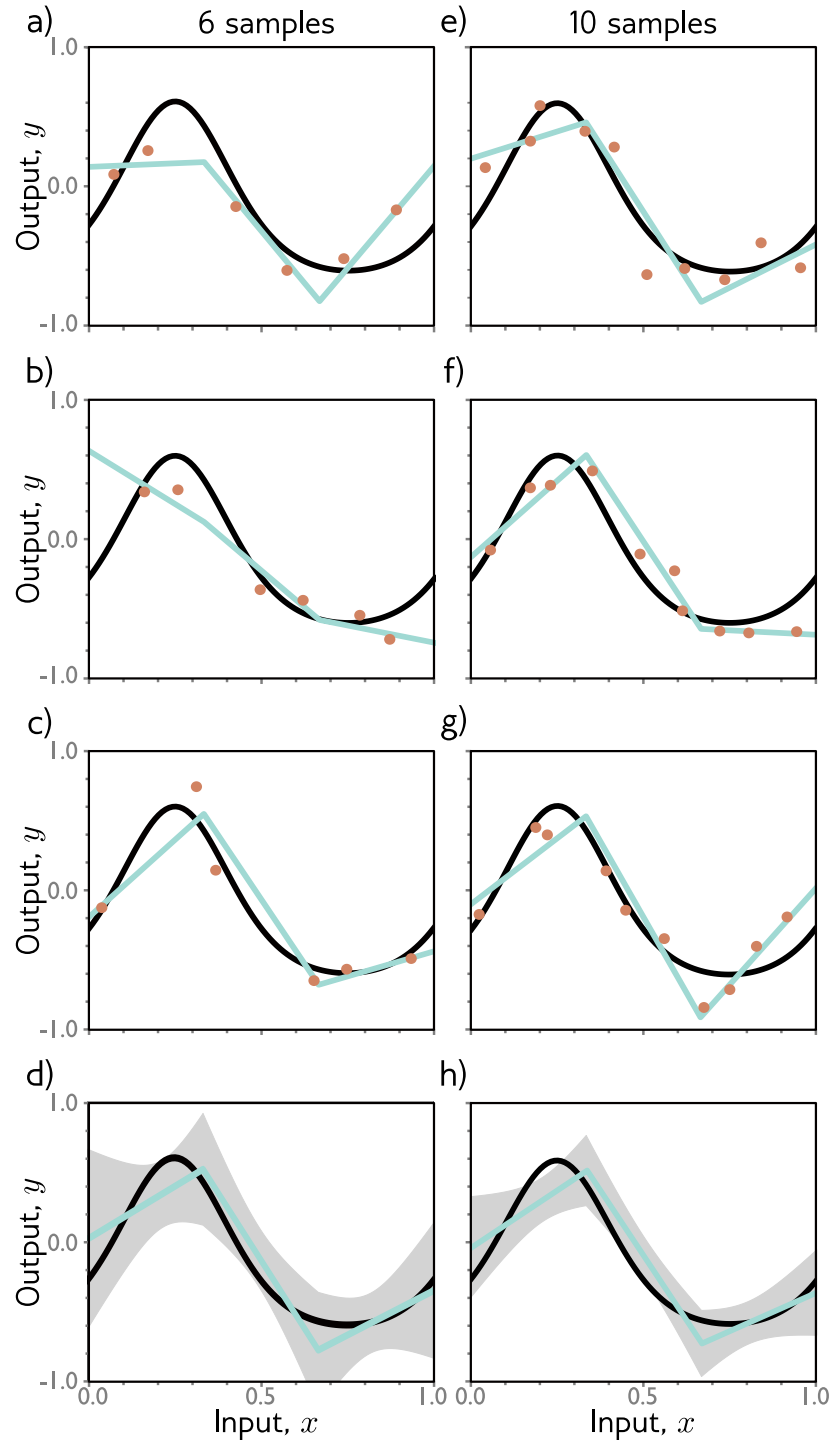 6 samples
10 samples
a)
1.0
0.0
-1.0
Output, y
e)
b)
1.0
0.0
-1.0
Output, y
f)
c)
1.0
0.0
-1.0
Output, y
g)
d)
1.0
0.0
-1.0
Output, y
0.0
0.5
1.0
Input, x
h)
0.0
0.5
1.0
Input, x